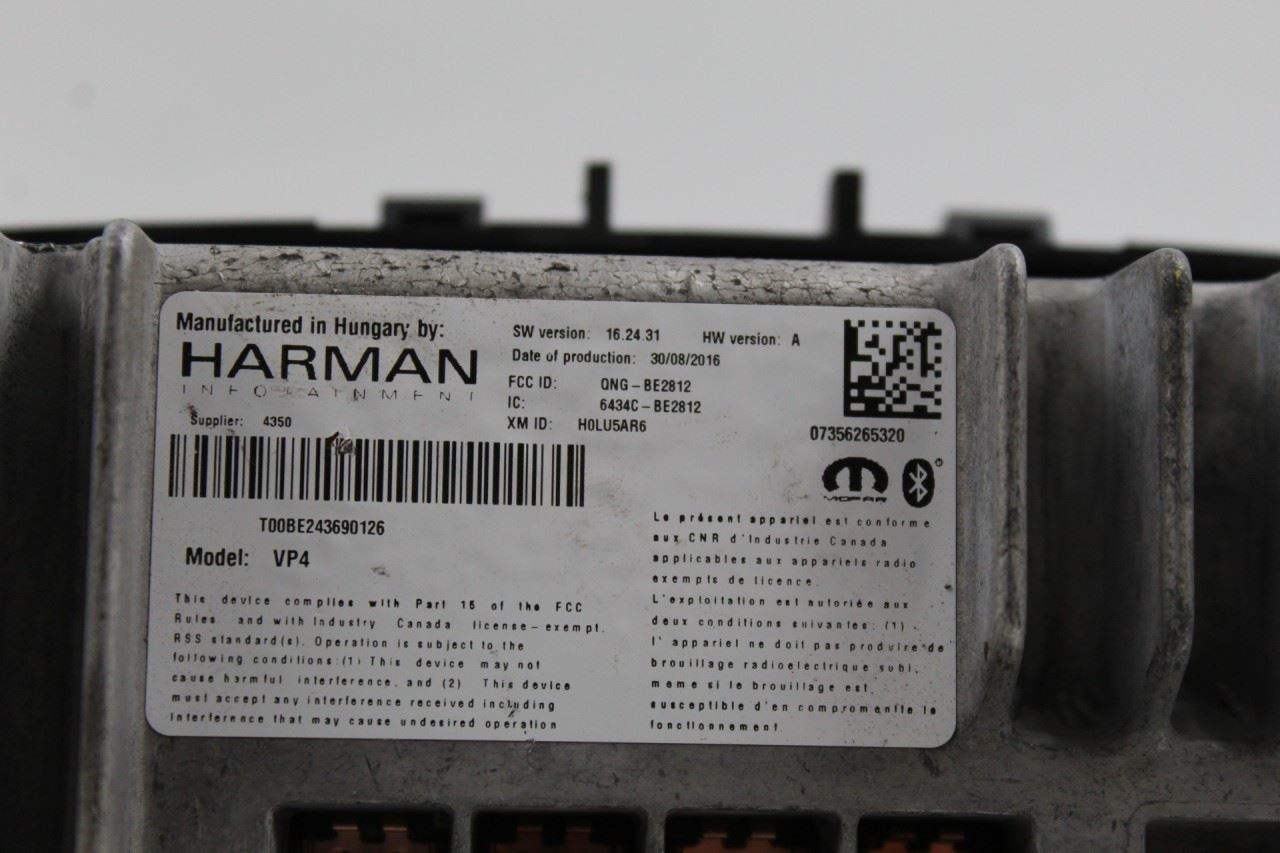 Manufactured in Hungary by:
HARMAN
INFOTAINMENT
Supplier: 4350
SW version: 16.24.31 HW version: A
Date of production: 30/08/2016
FCC ID: QNG-BE2812
IC: 6434C-BE2812
XM ID: H0LU5AR6
07356265320
MOPAR
T00BE243690126
Model: VP4
This device complies with Part 15 of the FCC
Rules and with Industry Canada license-exempt.
RSS standard(s). Operation is subject to the
following conditions:(1) This device may not
cause harmful interference, and (2) This device
must accept any interference received including
Interference that may cause undesired operation
Le présent appareil est conforme
aux CNR d'Industrie Canada
applicables aux appareils radio
exempts de licence.
L'exploitation est autorisée aux
deux conditions suivantes: (1)
l' appareil ne doit pas produire de
brouillage radioelectrique subi,
meme si le brouillage est
susceptible d'en compromentte le
fonctionnement.